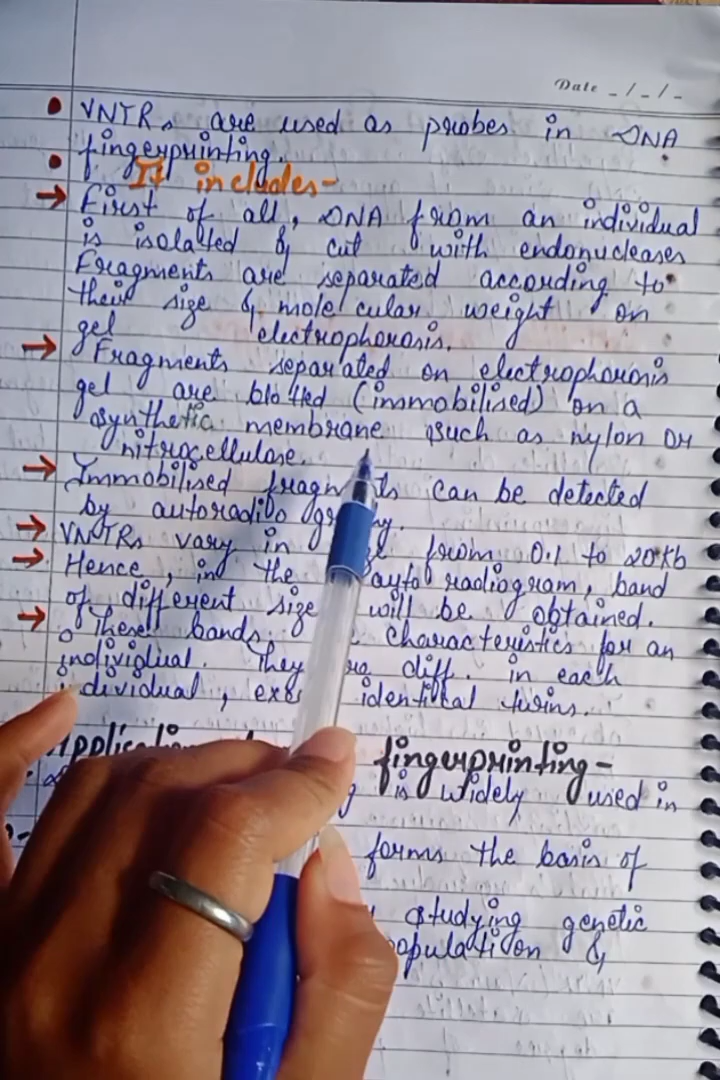 Date _/_/_
• VNTRs are used as probes in DNA
• fingerprinting.
It includes-
→ First of all, DNA from an individual
is isolated & cut with endonucleases
Fragments are separated according to
their size & molecular weight on
gel electrophorosis.
→ Fragments separated on electrophorosis
gel are blotted (immobilised) on a
synthetic membrane such as nylon or
nitrocellulose.
→ Immobilised fragments can be detected
by autoradio
→ VNTRs vary in from 0.1 to 20kb
→ Hence, in the auto radiogram, band
of different size will be obtained.
→ These bands characteristics for an
individual. They diff. in each
individual, identical twins.
fingerprinting-
is widely used in
forms the basis of
studying genetic
population &